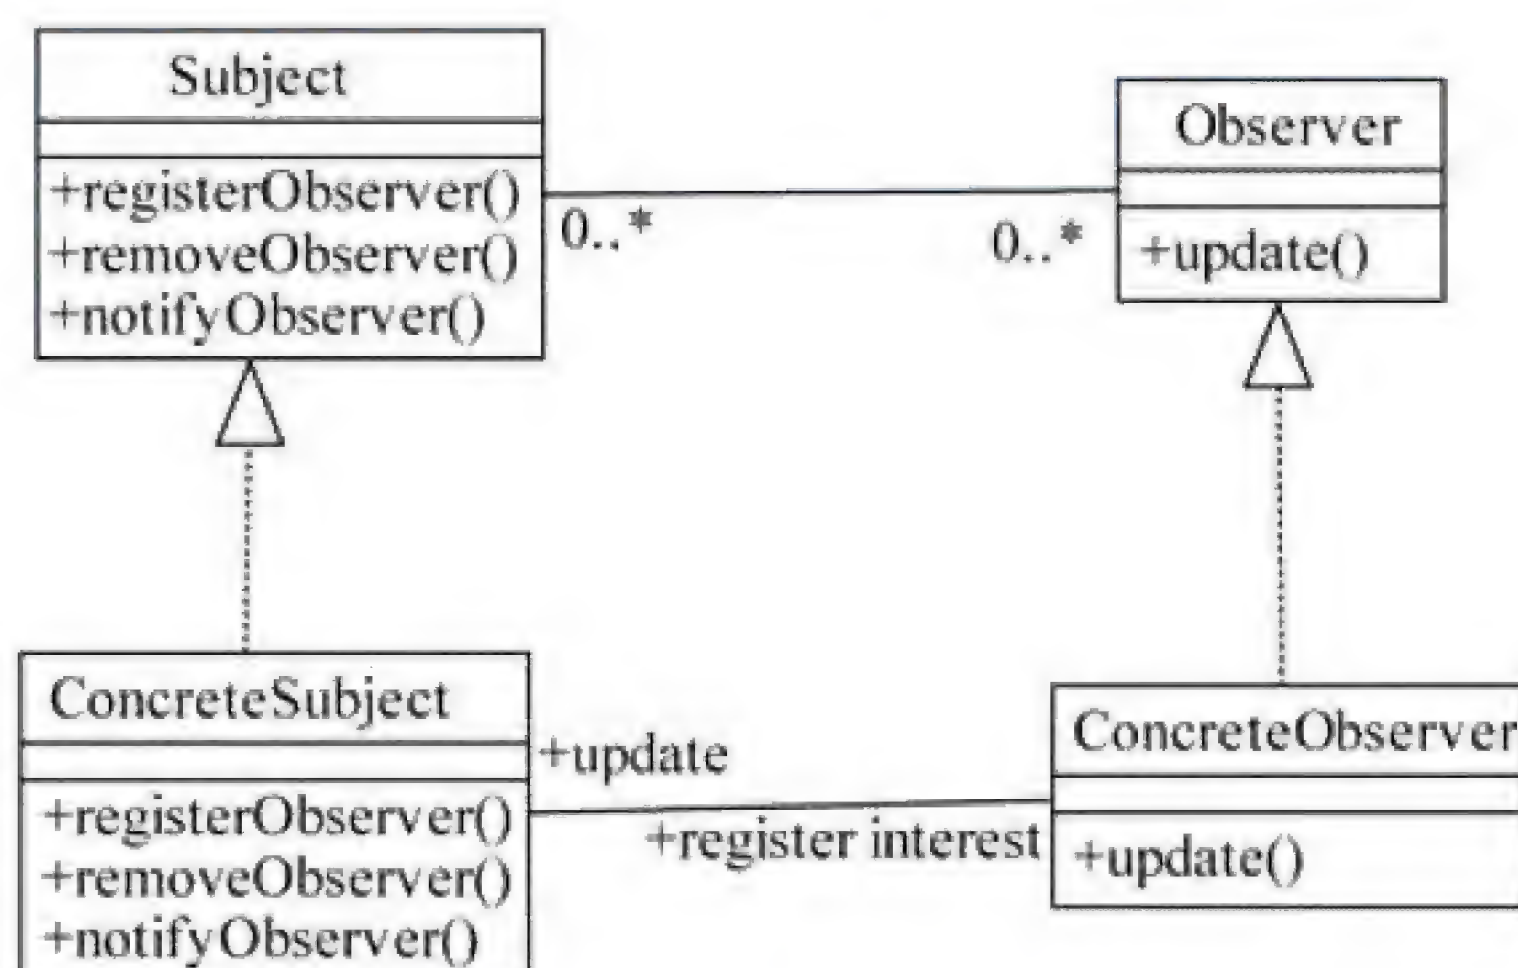 Subject
+registerObserver()
+removeObserver()
+notifyObserver()
0..*
0..*
Observer
+update()
ConcreteSubject
+registerObserver()
+removeObserver()
+notifyObserver()
+update
+register interest
ConcreteObserver
+update()